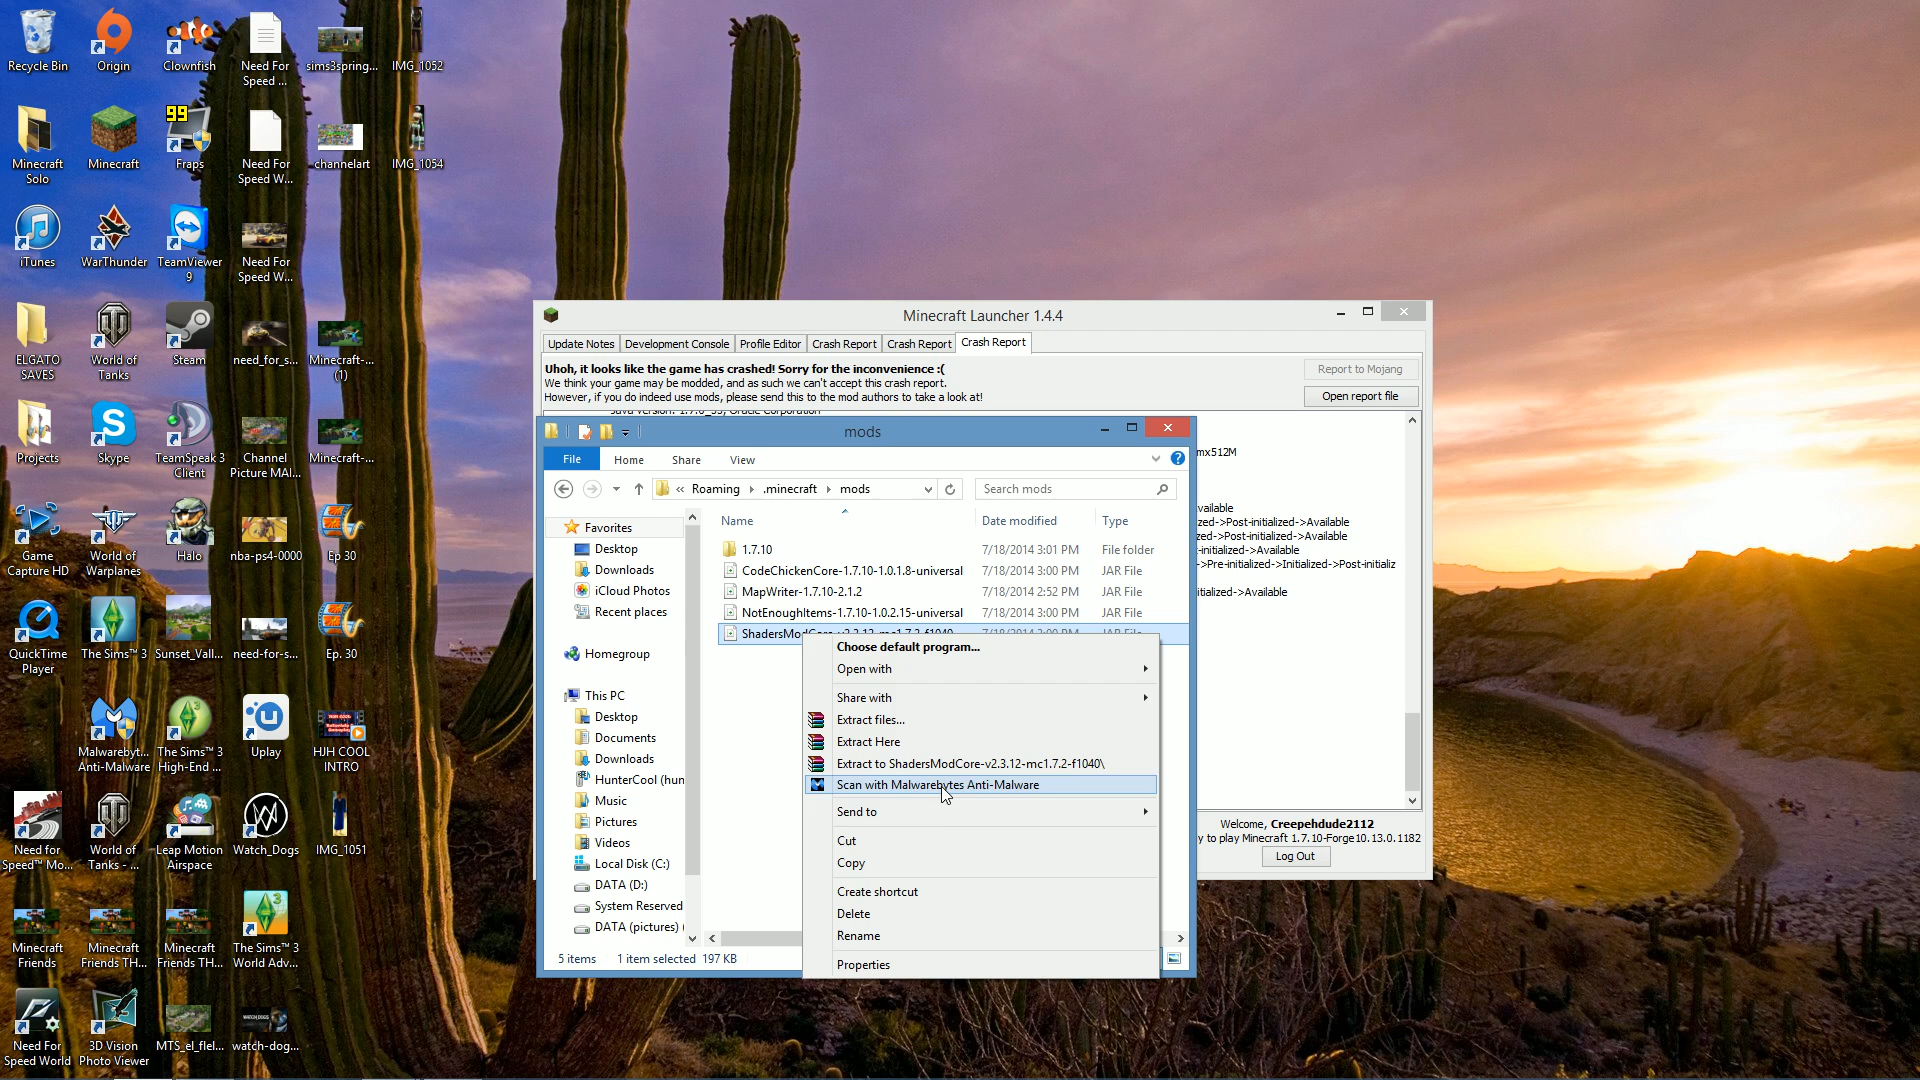 Recycle Bin
Origin
Clownfish
Need For
Speed ...
sims3spring...
IMG_1052
Minecraft
Solo
Minecraft
99
Fraps
Need For
Speed W...
channelart
IMG_1054
iTunes
WarThunder
TeamViewer
9
Need For
Speed W...
ELGATO
SAVES
World of
Tanks
Steam
need_for_s...
Minecraft-...
(1)
Projects
Skype
TeamSpeak 3
Client
Channel
Picture MAI...
Minecraft-...
Game
Capture HD
World of
Warplanes
Halo
nba-ps4-0000
Ep 30
QuickTime
Player
The Sims™ 3
Sunset_Vall...
need-for-s...
Ep. 30
Malwarebyt...
Anti-Malware
The Sims™ 3
High-End ...
Uplay
HJH COOL
INTRO
Need for
Speed™ Mo...
World of
Tanks - ...
Leap Motion
Airspace
Watch_Dogs
IMG_1051
Minecraft
Friends
Minecraft
Friends TH...
Minecraft
Friends TH...
The Sims™ 3
World Adv...
Need For
Speed World
3D Vision
Photo Viewer
MTS_el_flel...
watch-dog...
Minecraft Launcher 1.4.4
Update Notes
Development Console
Profile Editor
Crash Report
Crash Report
Crash Report
Uhoh, it looks like the game has crashed! Sorry for the inconvenience :(
We think your game may be modded, and as such we can't accept this crash report.
However, if you do indeed use mods, please send this to the mod authors to take a look at!
Report to Mojang
Open report file
mx512M
vailable
ized->Post-initialized->Available
zed->Post-initialized->Available
t-initialized->Available
->Pre-initialized->Initialized->Post-initializ
itialized->Available
Welcome, Creepehdude2112
y to play Minecraft 1.7.10-Forge10.13.0.1182
Log Out
mods
File
Home
Share
View
« Roaming
.minecraft
mods
Search mods
Name
Date modified
Type
1.7.10
7/18/2014 3:01 PM
File folder
CodeChickenCore-1.7.10-1.0.1.8-universal
7/18/2014 3:00 PM
JAR File
MapWriter-1.7.10-2.1.2
7/18/2014 2:52 PM
JAR File
NotEnoughItems-1.7.10-1.0.2.15-universal
7/18/2014 3:00 PM
JAR File
ShadersModCore-v2.3.12-mc1.7.2-f1040
7/18/2014 3:00 PM
JAR File
Favorites
Desktop
Downloads
iCloud Photos
Recent places
Homegroup
This PC
Desktop
Documents
Downloads
HunterCool (hun
Music
Pictures
Videos
Local Disk (C:)
DATA (D:)
System Reserved
DATA (pictures) (
5 items
1 item selected 197 KB
Choose default program...
Open with
Share with
Extract files...
Extract Here
Extract to ShadersModCore-v2.3.12-mc1.7.2-f1040\
Scan with Malwarebytes Anti-Malware
Send to
Cut
Copy
Create shortcut
Delete
Rename
Properties